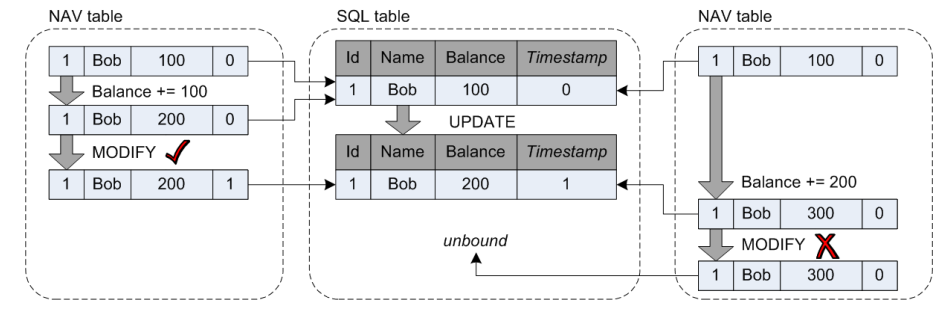 NAV table
1 Bob 100 0
Balance += 100
1 Bob 200 0
MODIFY
1 Bob 200 1
SQL table
Id Name Balance Timestamp
1 Bob 100 0
UPDATE
Id Name Balance Timestamp
1 Bob 200 1
unbound
NAV table
1 Bob 100 0
Balance += 200
1 Bob 300 0
MODIFY
1 Bob 300 0